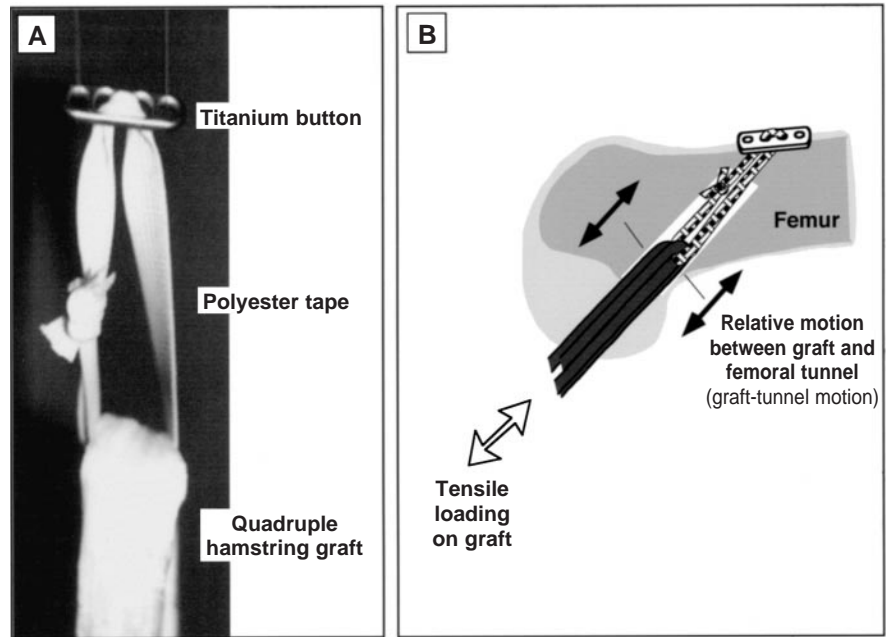 A
Titanium button
Polyester tape
Quadruple
hamstring graft
B
Femur
Relative motion
between graft and
femoral tunnel
(graft-tunnel motion)
Tensile
loading
on graft